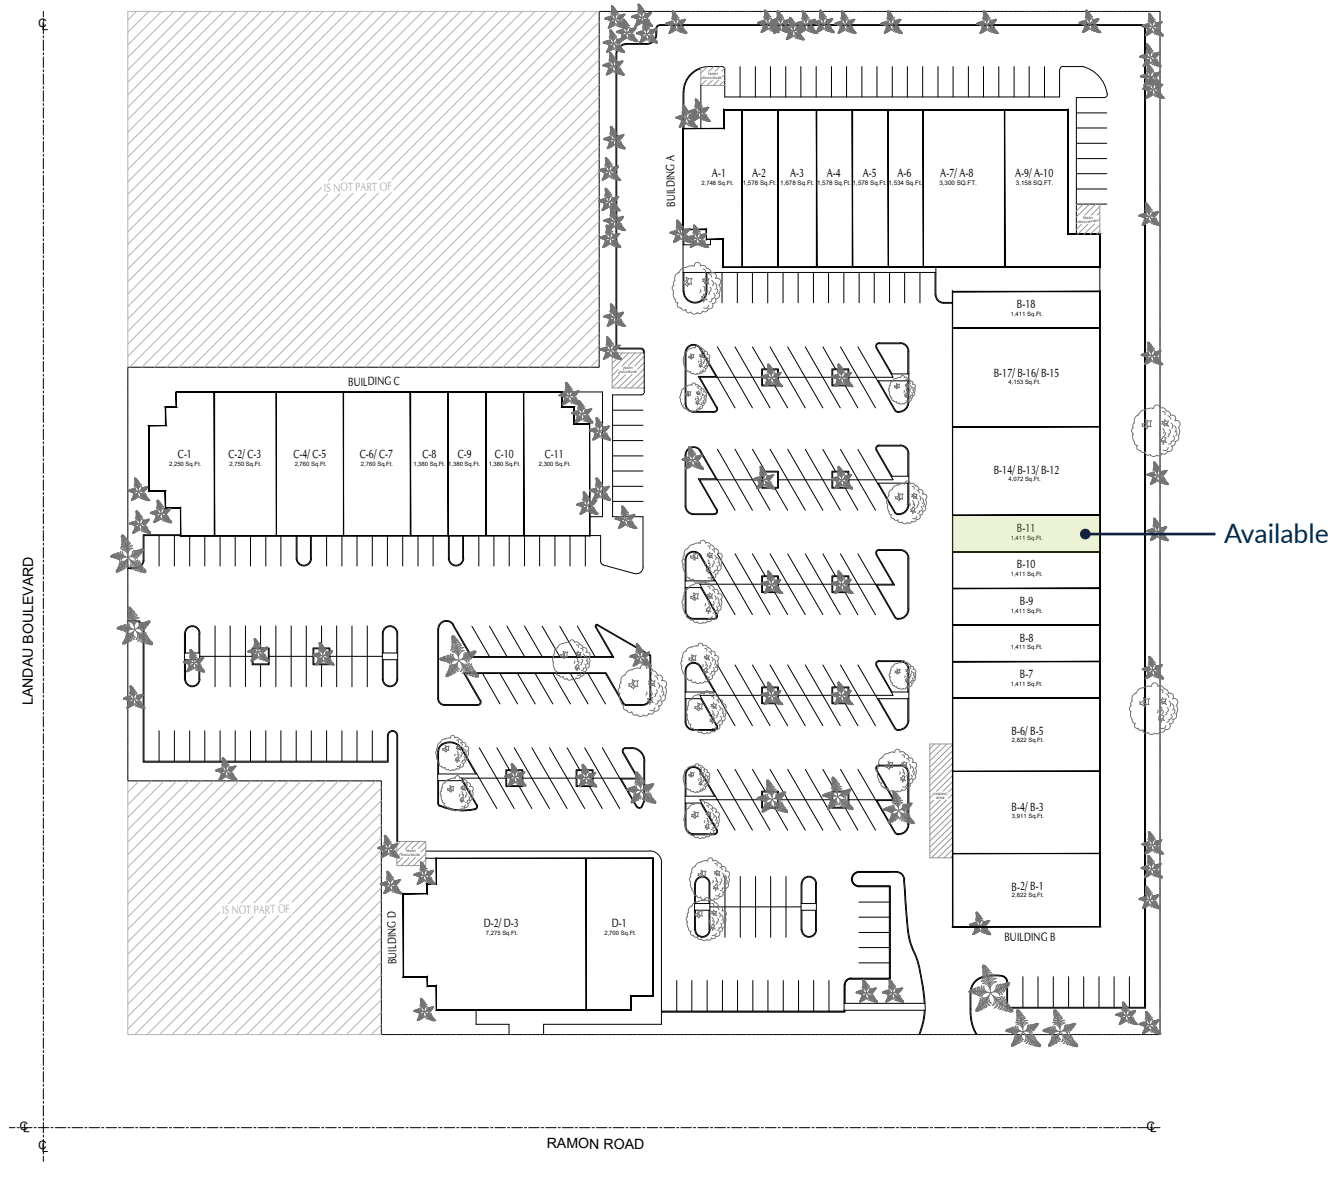 ℄
IS NOT PART OF
BUILDING A
A-1
2,748 Sq.Ft.
A-2
1,578 Sq.Ft.
A-3
1,678 Sq.Ft.
A-4
1,578 Sq.Ft.
A-5
1,578 Sq.Ft.
A-6
1,534 Sq.Ft.
A-7/ A-8
3,300 SQ.FT.
A-9/ A-10
3,158 SQ.FT.
B-18
1,411 Sq.Ft.
B-17/ B-16/ B-15
4,153 Sq.Ft.
B-14/ B-13/ B-12
4,072 Sq.Ft.
B-11
1,411 Sq.Ft.
Available
B-10
1,411 Sq.Ft.
B-9
1,411 Sq.Ft.
B-8
1,411 Sq.Ft.
B-7
1,411 Sq.Ft.
B-6/ B-5
2,822 Sq.Ft.
B-4/ B-3
3,911 Sq.Ft.
B-2/ B-1
2,822 Sq.Ft.
BUILDING B
BUILDING C
C-1
2,250 Sq.Ft.
C-2/ C-3
2,750 Sq.Ft.
C-4/ C-5
2,760 Sq.Ft.
C-6/ C-7
2,760 Sq.Ft.
C-8
1,380 Sq.Ft.
C-9
1,380 Sq.Ft.
C-10
1,380 Sq.Ft.
C-11
2,300 Sq.Ft.
LANDAU BOULEVARD
IS NOT PART OF
BUILDING D
D-2/ D-3
7,275 Sq.Ft.
D-1
2,700 Sq.Ft.
℄
℄
℄
RAMON ROAD